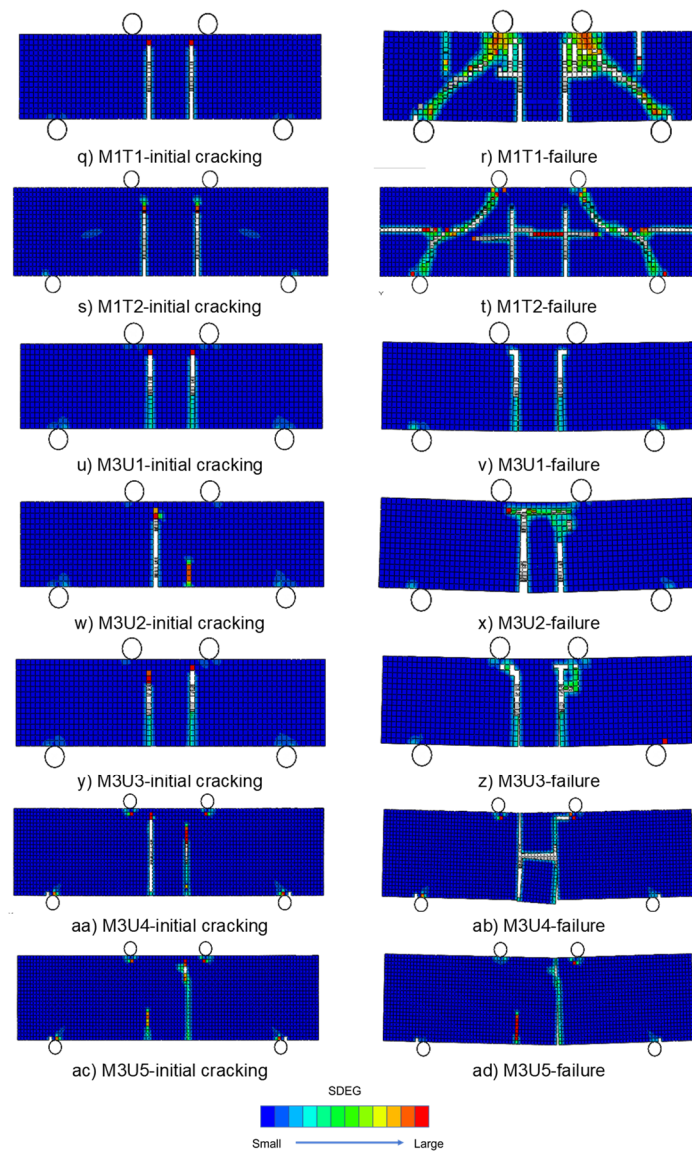 q) M1T1-initial cracking
r) M1T1-failure
s) M1T2-initial cracking
t) M1T2-failure
u) M3U1-initial cracking
v) M3U1-failure
w) M3U2-initial cracking
x) M3U2-failure
y) M3U3-initial cracking
z) M3U3-failure
aa) M3U4-initial cracking
ab) M3U4-failure
ac) M3U5-initial cracking
ad) M3U5-failure
SDEG
Small
Large